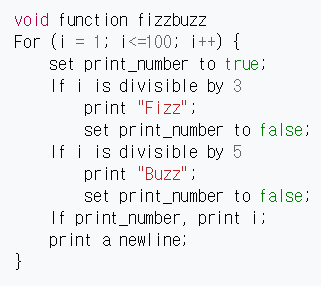 void function fizzbuzz
For (i = 1; i<=100; i++) {
    set print_number to true;
    If i is divisible by 3
        print "Fizz";
        set print_number to false;
    If i is divisible by 5
        print "Buzz";
        set print_number to false;
    If print_number, print i;
    print a newline;
}